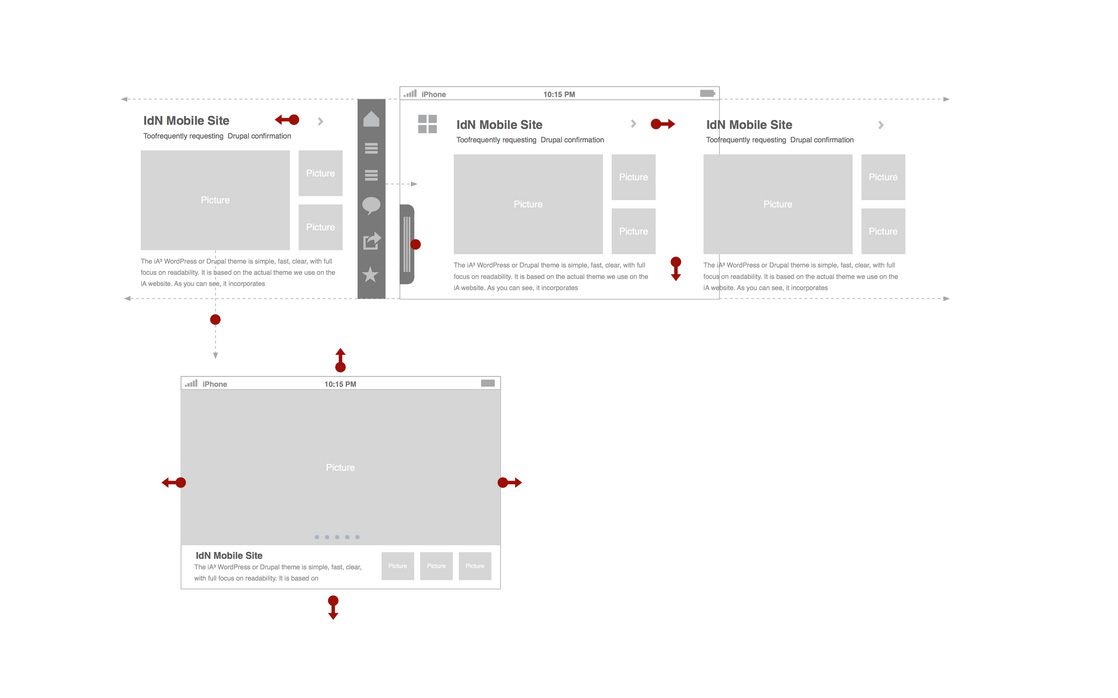 iPhone 10:15 PM
IdN Mobile Site
Toofrequently requesting Drupal confirmation
Picture
Picture
Picture
The iA³ WordPress or Drupal theme is simple, fast, clear, with full
focus on readability. It is based on the actual theme we use on the
iA website. As you can see, it incorporates
IdN Mobile Site
Toofrequently requesting Drupal confirmation
Picture
Picture
Picture
The iA³ WordPress or Drupal theme is simple, fast, clear, with full
focus on readability. It is based on the actual theme we use on the
iA website. As you can see, it incorporates
IdN Mobile Site
Toofrequently requesting Drupal confirmation
Picture
Picture
Picture
The iA³ WordPress or Drupal theme is simple, fast, clear, with full
focus on readability. It is based on the actual theme we use on the
iA website. As you can see, it incorporates
iPhone 10:15 PM
Picture
IdN Mobile Site
The iA³ WordPress or Drupal theme is simple, fast, clear,
with full focus on readability. It is based on
Picture Picture Picture